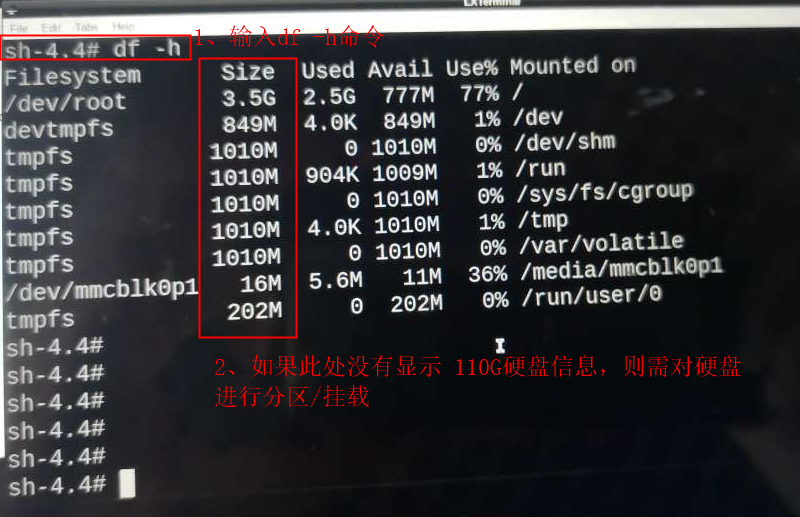 LXTerminal
File Edit Tabs Help
sh-4.4# df -h 1、输入df -h命令
Filesystem Size Used Avail Use% Mounted on
/dev/root 3.5G 2.5G 777M 77% /
devtmpfs 849M 4.0K 849M 1% /dev
tmpfs 1010M 0 1010M 0% /dev/shm
tmpfs 1010M 904K 1009M 1% /run
tmpfs 1010M 0 1010M 0% /sys/fs/cgroup
tmpfs 1010M 4.0K 1010M 1% /tmp
tmpfs 1010M 0 1010M 0% /var/volatile
/dev/mmcblk0p1 16M 5.6M 11M 36% /media/mmcblk0p1
tmpfs 202M 0 202M 0% /run/user/0
sh-4.4#
2、如果此处没有显示 110G硬盘信息，则需对硬盘
sh-4.4#
进行分区/挂载
sh-4.4#
sh-4.4#
sh-4.4#
sh-4.4#